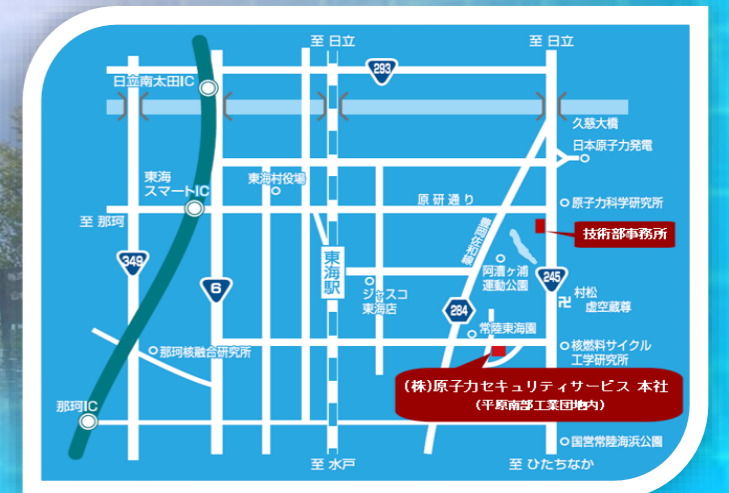 至 日立
至 日立
293
日立南太田IC
久慈大橋
日本原子力発電
東海
スマートIC
東海村役場
原研通り
原子力科学研究所
至 那珂
豊岡佐和線
技術部事務所
349
6
東海駅
阿漕ヶ浦
運動公園
245
ジャスコ
東海店
村松
虚空蔵尊
卍
284
常陸東海園
那珂核融合研究所
核燃料サイクル
工学研究所
(株)原子力セキュリティサービス 本社
(平原南部工業団地内)
那珂IC
国営常陸海浜公園
至 水戸
至 ひたちなか